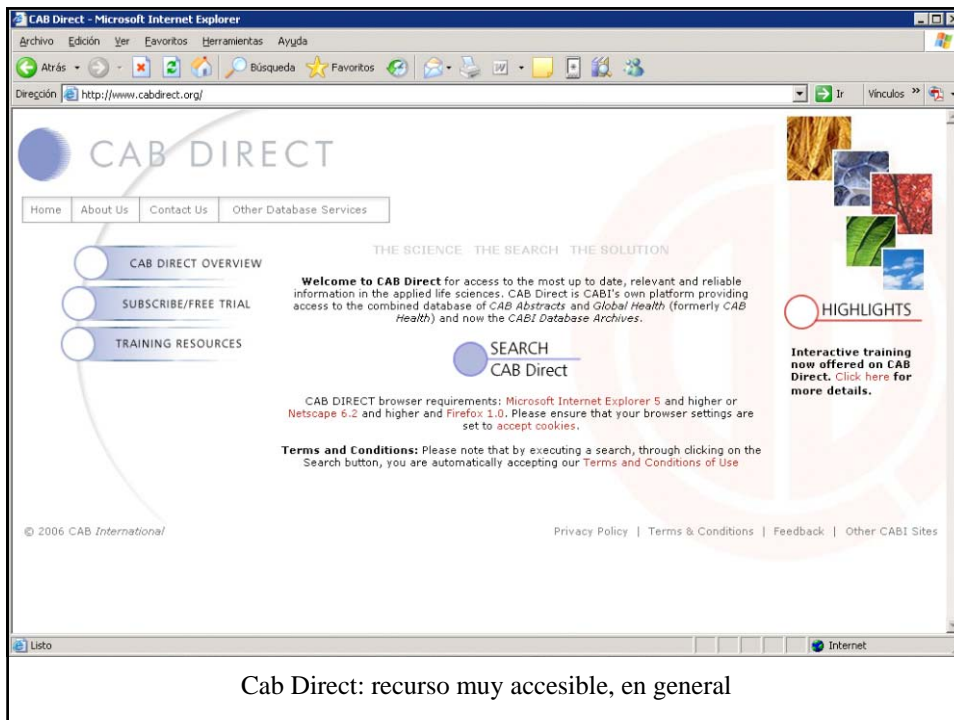 CAB Direct - Microsoft Internet Explorer
Archivo Edición Ver Favoritos Herramientas Ayuda
Atrás Búsqueda Favoritos
Dirección http://www.cabdirect.org/ Ir Vínculos »
CAB DIRECT
Home About Us Contact Us Other Database Services
THE SCIENCE THE SEARCH THE SOLUTION
CAB DIRECT OVERVIEW
SUBSCRIBE/FREE TRIAL
TRAINING RESOURCES
Welcome to CAB Direct for access to the most up to date, relevant and reliable
information in the applied life sciences. CAB Direct is CABI's own platform providing
access to the combined database of CAB Abstracts and Global Health (formerly CAB
Health) and now the CABI Database Archives.
SEARCH
CAB Direct
CAB DIRECT browser requirements: Microsoft Internet Explorer 5 and higher or
Netscape 6.2 and higher and Firefox 1.0. Please ensure that your browser settings are
set to accept cookies.
Terms and Conditions: Please note that by executing a search, through clicking on the
Search button, you are automatically accepting our Terms and Conditions of Use
HIGHLIGHTS
Interactive training
now offered on CAB
Direct. Click here for
more details.
© 2006 CAB International
Privacy Policy | Terms & Conditions | Feedback | Other CABI Sites
Listo Internet
Cab Direct: recurso muy accesible, en general